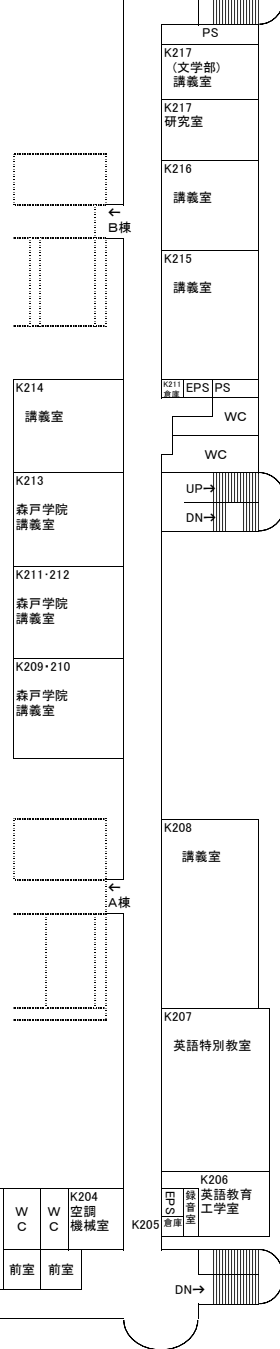 PS
K217
（文学部）
講義室
K217
研究室
K216
講義室
←
B棟
K215
講義室
K214
講義室
K211
倉庫
EPS
PS
WC
WC
K213
森戸学院
講義室
UP→
DN→
K211・212
森戸学院
講義室
K209・210
森戸学院
講義室
K208
講義室
←
A棟
K207
英語特別教室
K206
英語教育
工学室
録音室
EPS
K205
倉庫
K204
空調
機械室
WC
WC
前室
前室
DN→